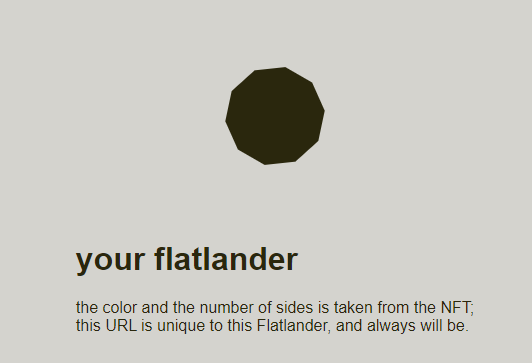 your flatlander
the color and the number of sides is taken from the NFT;
this URL is unique to this Flatlander, and always will be.